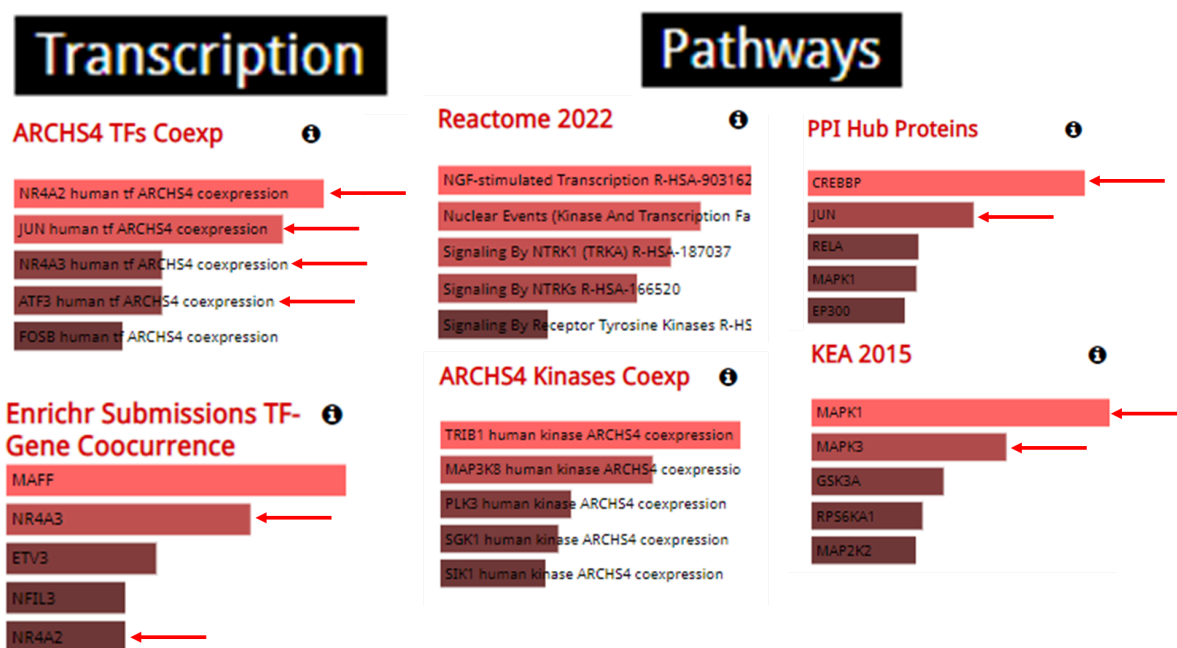 Transcription
Pathways
ARCHS4 TFs Coexp
NR4A2 human tf ARCHS4 coexpression
JUN human tf ARCHS4 coexpression
NR4A3 human tf ARCHS4 coexpression
ATF3 human tf ARCHS4 coexpression
FOSB human tf ARCHS4 coexpression
Enrichr Submissions TF-
Gene Coocurrence
MAFF
NR4A3
ETV3
NFIL3
NR4A2
Reactome 2022
NGF-stimulated Transcription R-HSA-903162
Nuclear Events (Kinase And Transcription Fa
Signaling By NTRK1 (TRKA) R-HSA-187037
Signaling By NTRKs R-HSA-166520
Signaling By Receptor Tyrosine Kinases R-HS
ARCHS4 Kinases Coexp
TRIB1 human kinase ARCHS4 coexpression
MAP3K8 human kinase ARCHS4 coexpressio
PLK3 human kinase ARCHS4 coexpression
SGK1 human kinase ARCHS4 coexpression
SIK1 human kinase ARCHS4 coexpression
PPI Hub Proteins
CREBBP
JUN
RELA
MAPK1
EP300
KEA 2015
MAPK1
MAPK3
GSK3A
RPS6KA1
MAP2K2